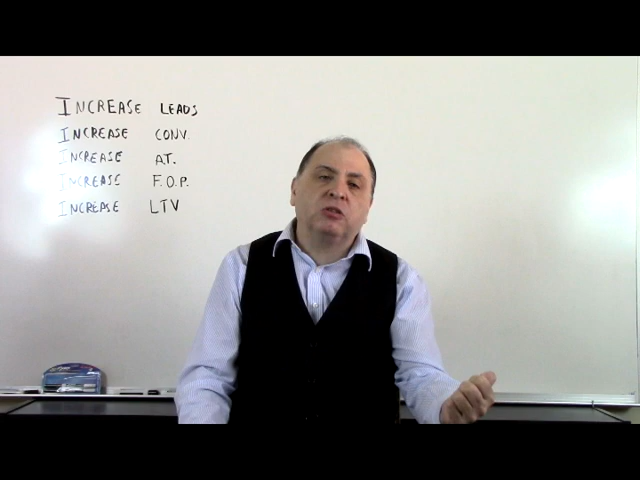 INCREASE LEADS
INCREASE CONV.
INCREASE A.T.
INCREASE F.O.P.
INCREASE LTV